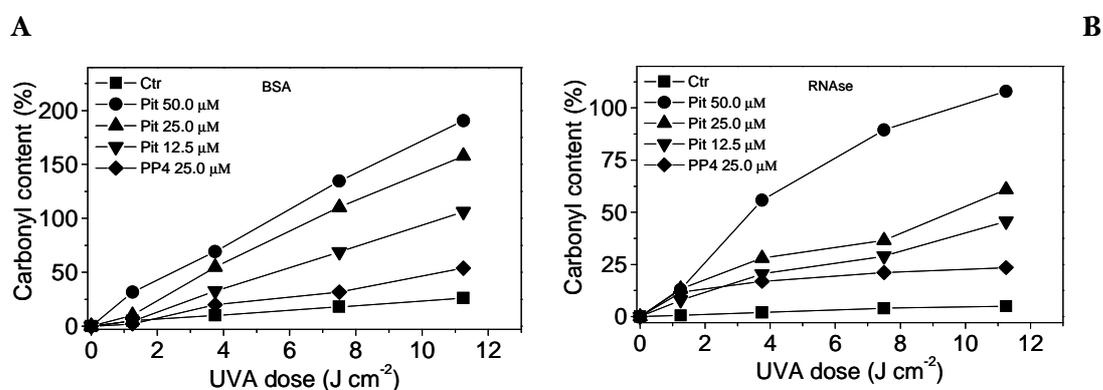 A
B
Ctr
Pit 50.0 μM
Pit 25.0 μM
Pit 12.5 μM
PP4 25.0 μM
BSA
Carbonyl content (%)
200
150
100
50
0
0 2 4 6 8 10 12
UVA dose (J cm⁻²)
Ctr
Pit 50.0 μM
Pit 25.0 μM
Pit 12.5 μM
PP4 25.0 μM
RNAse
Carbonyl content (%)
100
75
50
25
0
0 2 4 6 8 10 12
UVA dose (J cm⁻²)